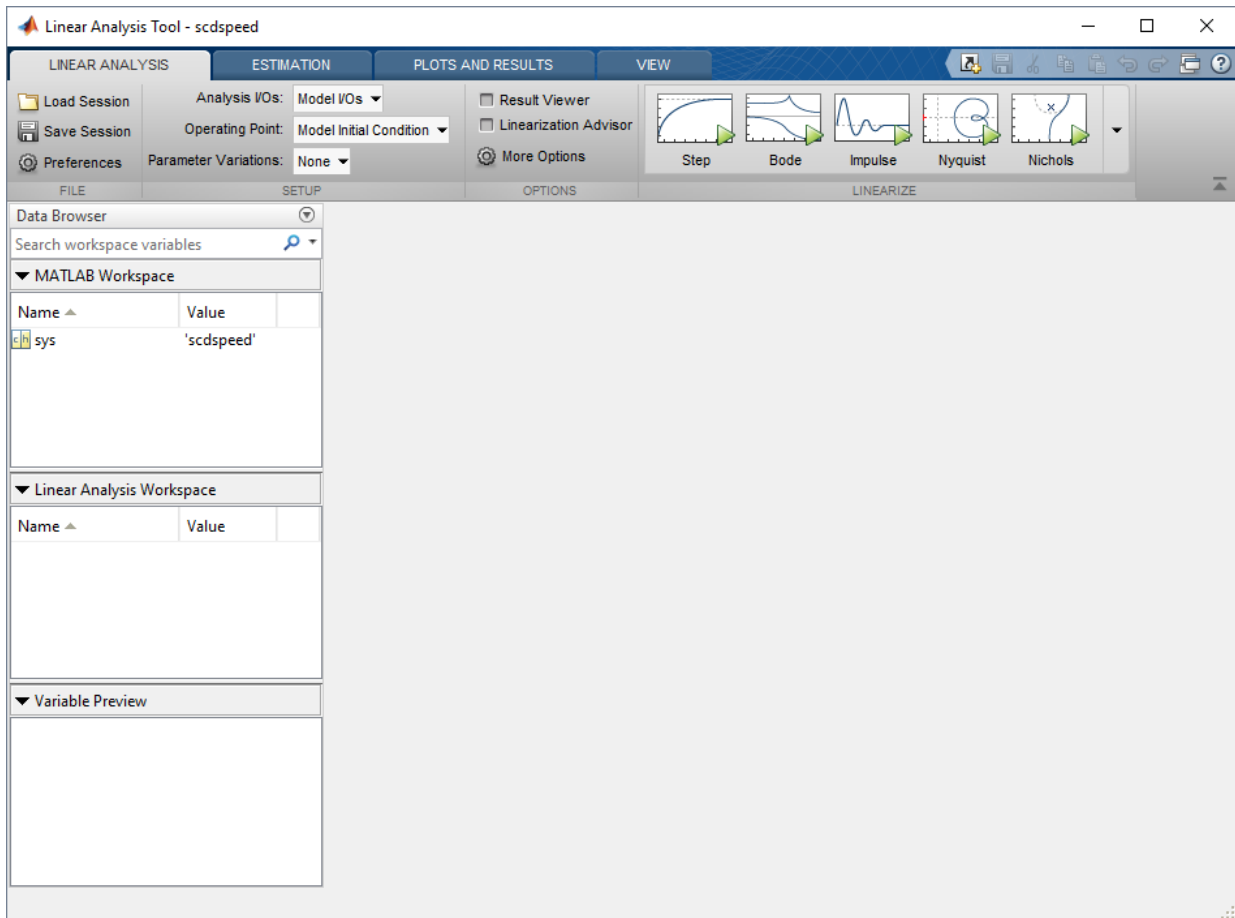 Linear Analysis Tool - scdspeed
LINEAR ANALYSIS ESTIMATION PLOTS AND RESULTS VIEW
Load Session
Save Session
Preferences
FILE
Analysis I/Os: Model I/Os
Operating Point: Model Initial Condition
Parameter Variations: None
SETUP
Result Viewer
Linearization Advisor
More Options
OPTIONS
Step Bode Impulse Nyquist Nichols
LINEARIZE
Data Browser
Search workspace variables
MATLAB Workspace
Name Value
ch sys 'scdspeed'
Linear Analysis Workspace
Name Value
Variable Preview